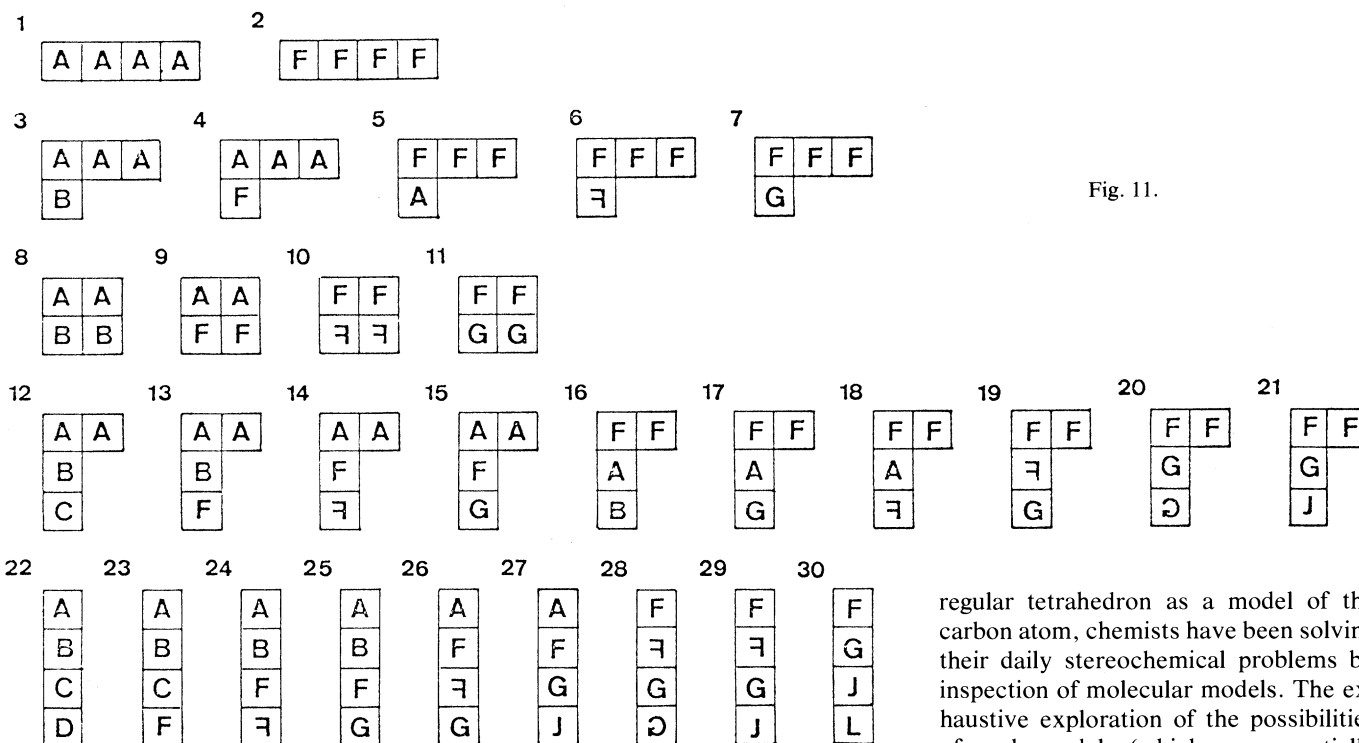 1 2
A A A A F F F F
3 4 5 6 7
A A A A A A F F F F F F F F F
B F A ꟻ G
Fig. 11.
8 9 10 11
A A A A F F F F
B B F F ꟻ ꟻ G G
12 13 14 15 16 17 18 19 20 21
A A A A A A A A F F F F F F F F F F F F
B B F F A A A ꟻ G G
C F ꟻ G B G ꟻ G Ꭾ J
22 23 24 25 26 27 28 29 30
A A A A A A F F F
B B B B F F ꟻ ꟻ G
C C F F ꟻ G G G J
D F ꟻ G G J Ꭾ J L
regular tetrahedron as a model of th
carbon atom, chemists have been solvin
their daily stereochemical problems b
inspection of molecular models. The ex
haustive exploration of the possibilitie